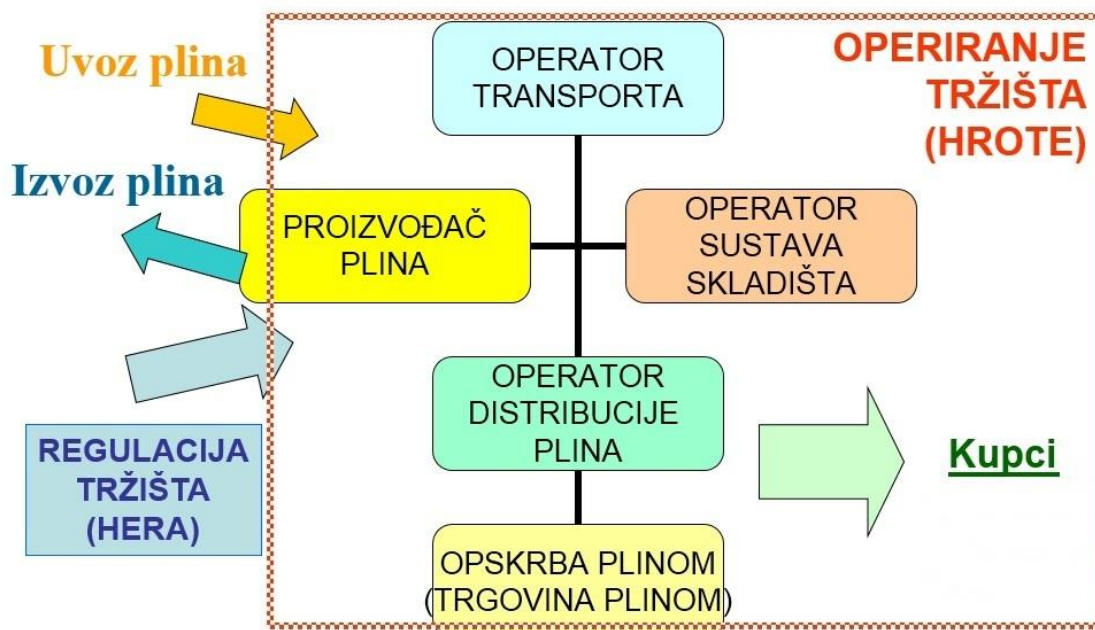 Uvoz plina
OPERATOR
TRANSPORTA
OPERIRANJE
TRŽIŠTA
(HROTE)
Izvoz plina
PROIZVOĐAČ
PLINA
OPERATOR
SUSTAVA
SKLADIŠTA
OPERATOR
DISTRIBUCIJE
PLINA
REGULACIJA
TRŽIŠTA
(HERA)
Kupci
OPSKRBA PLINOM
(TRGOVINA PLINOM)